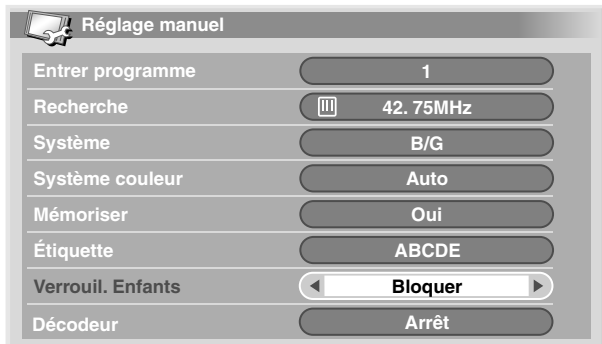 Réglage manuel
Entrer programme 1
Recherche 42. 75MHz
Système B/G
Système couleur Auto
Mémoriser Oui
Étiquette ABCDE
Verrouil. Enfants Bloquer
Décodeur Arrêt